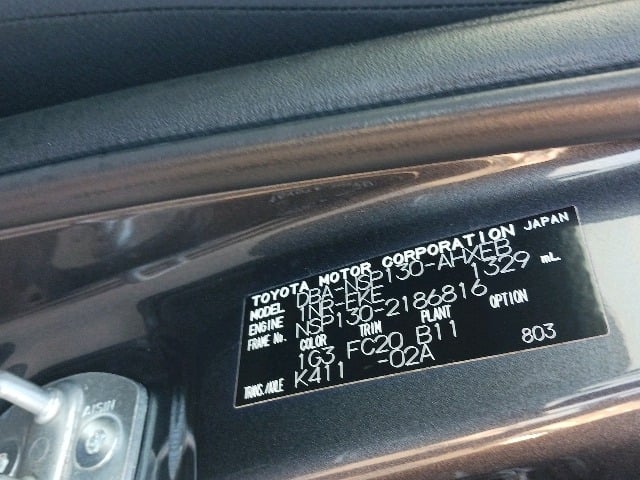 TOYOTA MOTOR CORPORATION JAPAN
MODEL DBA-NSP130-AHXEB
ENGINE 1NR-FKE 1329 mL
FRAME No. NSP130-2186816
COLOR TRIM PLANT OPTION
1G3 FC20 B11
TRANS./AXLE K411 -02A 803
AISIN